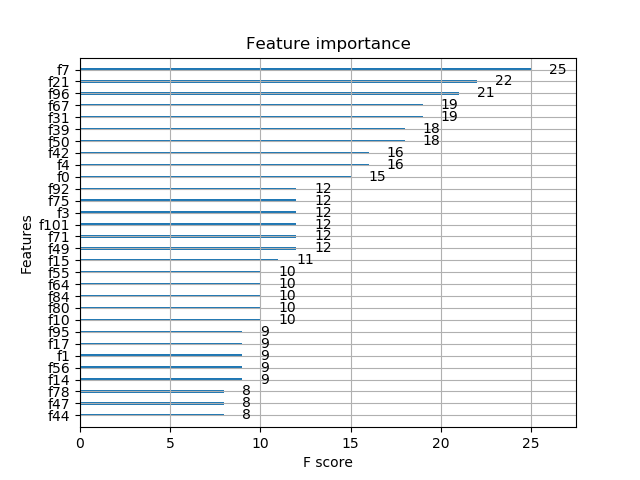 Feature importance
Features
f7 25
f21 22
f96 21
f67 19
f31 19
f39 18
f50 18
f42 16
f4 16
f0 15
f92 12
f75 12
f3 12
f101 12
f71 12
f49 12
f15 11
f55 10
f64 10
f84 10
f80 10
f10 10
f95 9
f17 9
f1 9
f56 9
f14 9
f78 8
f47 8
f44 8
0 5 10 15 20 25
F score